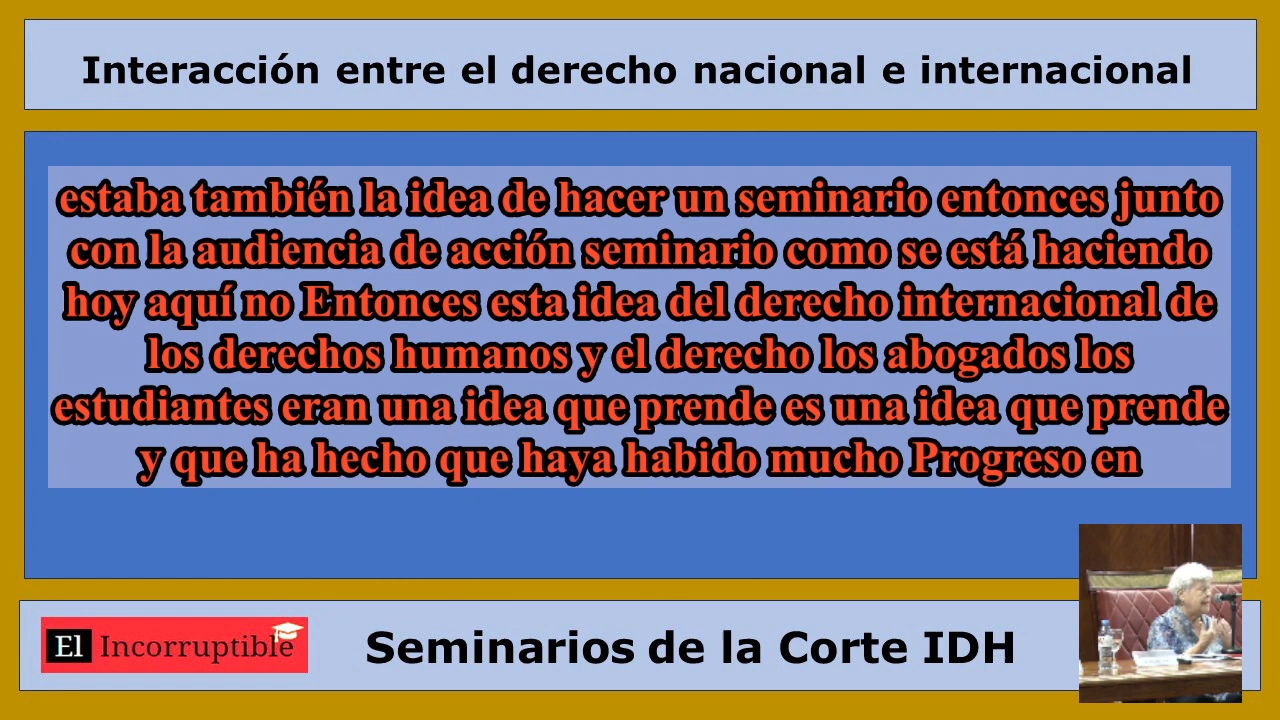 Interacción entre el derecho nacional e internacional
estaba también la idea de hacer un seminario entonces junto
con la audiencia de acción seminario como se está haciendo
hoy aquí no Entonces esta idea del derecho internacional de
los derechos humanos y el derecho los abogados los
estudiantes eran una idea que prende es una idea que prende
y que ha hecho que haya habido mucho Progreso en
El Incorruptible
Seminarios de la Corte IDH